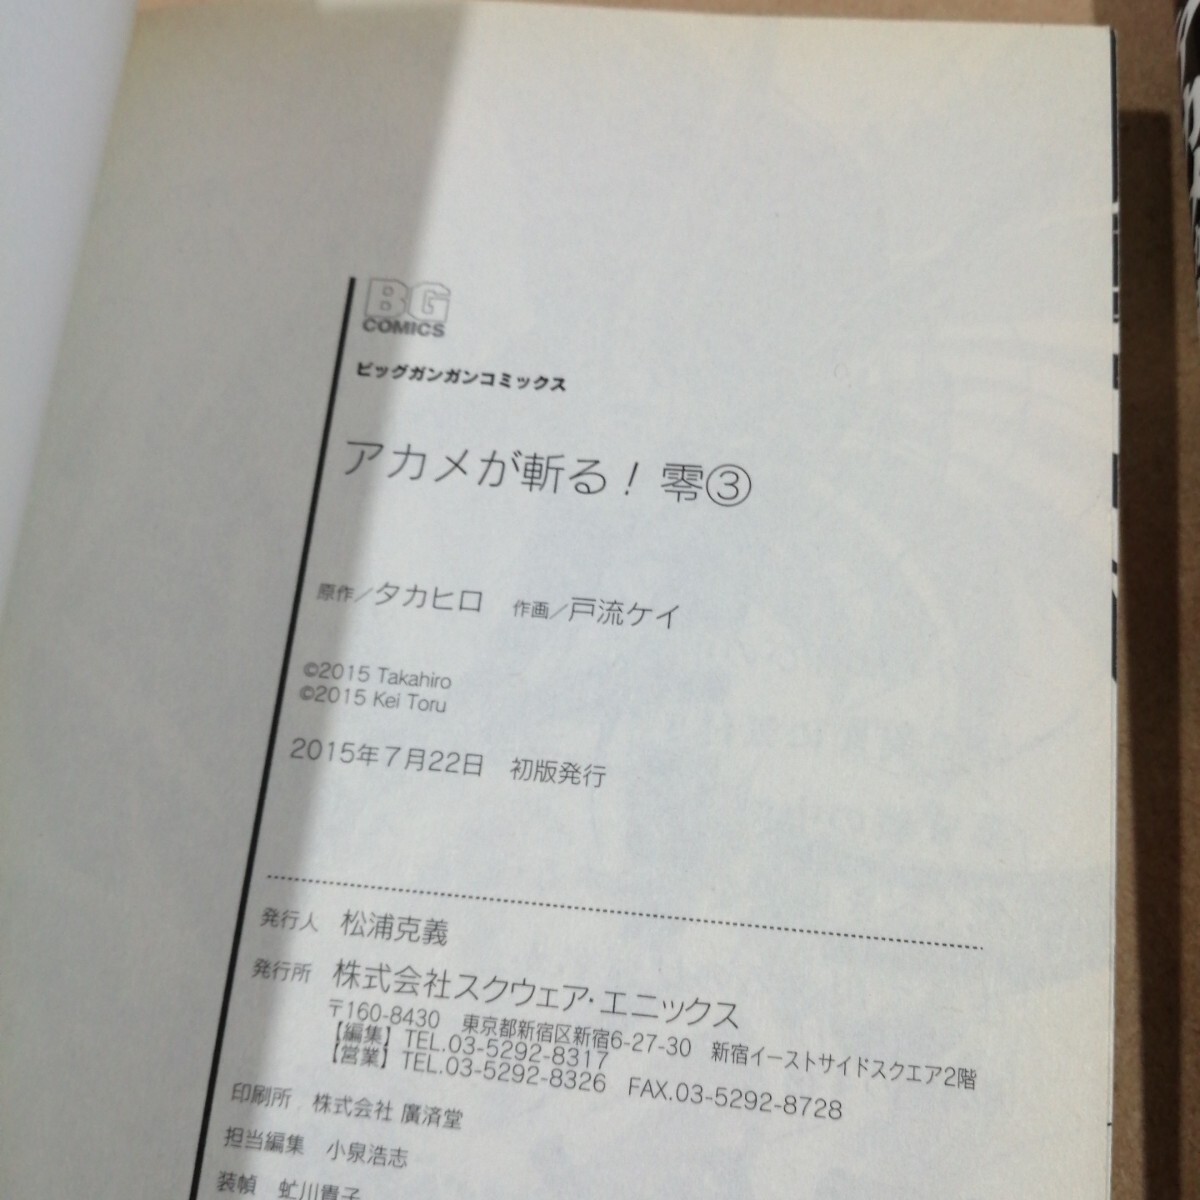 BG
COMICS
ビッグガンガンコミックス
アカメが斬る！ 零③
原作／タカヒロ 作画／戸流ケイ
©2015 Takahiro
©2015 Kei Toru
2015年7月22日 初版発行
発行人 松浦克義
発行所 株式会社スクウェア・エニックス
〒160-8430 東京都新宿区新宿6-27-30 新宿イーストサイドスクエア2階
【編集】TEL.03-5292-8317
【営業】TEL.03-5292-8326 FAX.03-5292-8728
印刷所 株式会社 廣済堂
担当編集 小泉浩志
装幀 虻川貴子